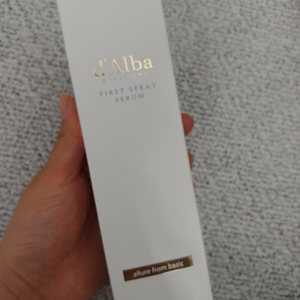 d'Alba
FIRST SPRAY
SERUM
allure from basic